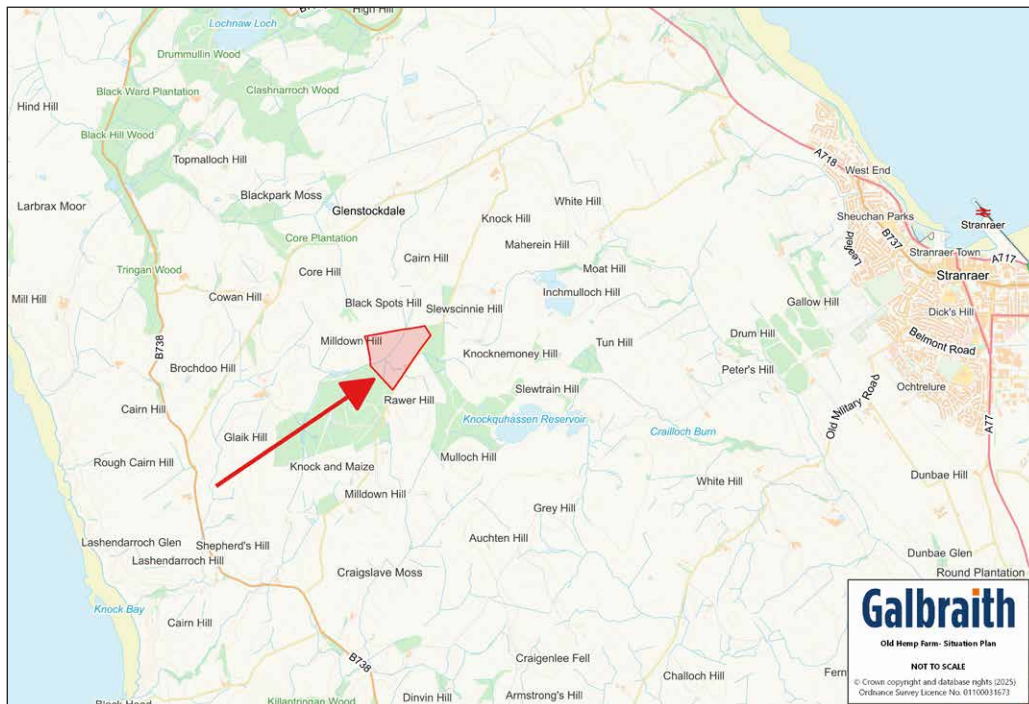 Lochnaw Loch
High Hill
Drummullin Wood
Black Ward Plantation
Clashnarroch Wood
Hind Hill
Black Hill Wood
Topmalloch Hill
A718
West End
Larbrax Moor
Blackpark Moss
Glenstockdale
White Hill
Knock Hill
Sheuchan Parks
Stranraer
Core Plantation
Maherein Hill
Leafield
B737
Stranraer Town
A717
Tringan Wood
Core Hill
Cairn Hill
Moat Hill
Stranraer
Mill Hill
Cowan Hill
Black Spots Hill
Slewscinnie Hill
Inchmulloch Hill
Gallow Hill
Dick's Hill
B738
Milldown Hill
Knocknemoney Hill
Tun Hill
Drum Hill
Belmont Road
Brochdoo Hill
Peter's Hill
Slewtrain Hill
Ochtrelure
Cairn Hill
Rawer Hill
Old Military Road
A77
Knockquhassen Reservoir
Glaik Hill
Crailloch Burn
Rough Cairn Hill
Knock and Maize
Mulloch Hill
Dunbae Hill
Milldown Hill
White Hill
Grey Hill
Lashendarroch Glen
Shepherd's Hill
Auchten Hill
Lashendarroch Hill
Dunbae Glen
Craigslave Moss
Round Plantation
Knock Bay
Cairn Hill
B738
Craigenlee Fell
Challoch Hill
Fern
Killantringan Wood
Dinvin Hill
Armstrong's Hill
Black Head
Galbraith
Old Hemp Farm- Situation Plan
NOT TO SCALE
© Crown copyright and database rights (2025)
Ordnance Survey Licence No. 01100031673